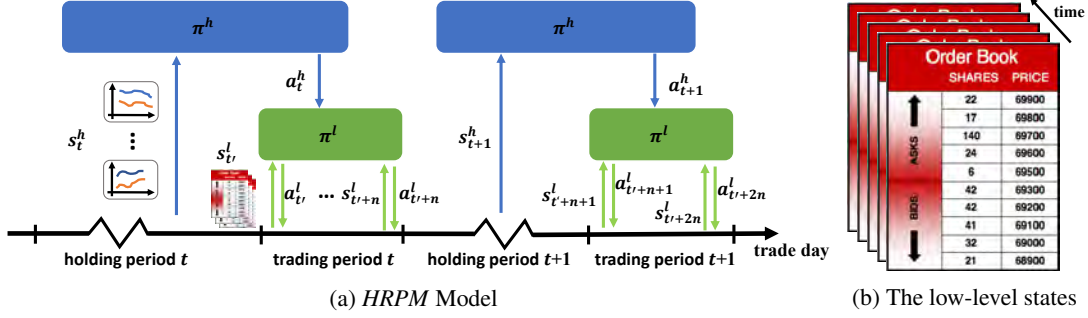 π^h
π^h
a_t^h
a_{t+1}^h
π^l
π^l
s_t^h
s_{t'}^l
s_{t+1}^h
a_{t'}^l ... s_{t'+n}^l a_{t'+n}^l
s_{t'+n+1}^l a_{t'+n+1}^l s_{t'+2n}^l a_{t'+2n}^l
trade day
holding period t
trading period t
holding period t+1
trading period t+1
(a) HRPM Model
time
Order Book
SHARES PRICE
ASKS
22 69900
17 69800
140 69700
24 69600
6 69500
BIDS
42 69300
42 69200
41 69100
32 69000
21 68900
(b) The low-level states